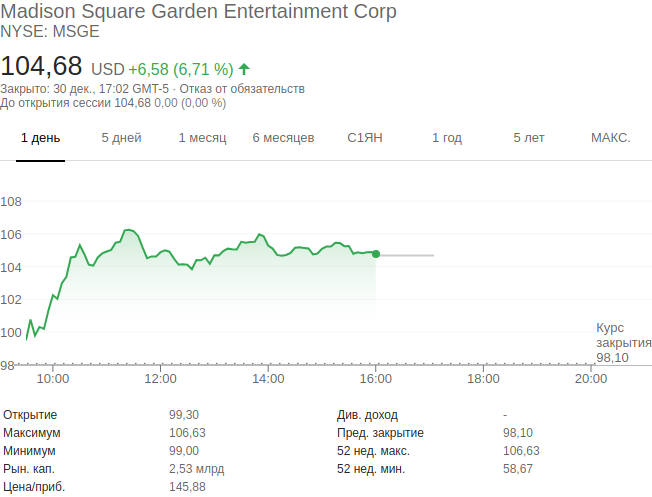 Madison Square Garden Entertainment Corp
NYSE: MSGE
104,68 USD +6,58 (6,71 %)
Закрыто: 30 дек., 17:02 GMT-5 · Отказ от обязательств
До открытия сессии 104,68 0,00 (0,00 %)
1 день 5 дней 1 месяц 6 месяцев С1ЯН 1 год 5 лет МАКС.
108
106
104
102
100
98
Курс
закрытия
98,10
10:00 12:00 14:00 16:00 18:00 20:00
Открытие 99,30 Див. доход -
Максимум 106,63 Пред. закрытие 98,10
Минимум 99,00 52 нед. макс. 106,63
Рын. кап. 2,53 млрд 52 нед. мин. 58,67
Цена/приб. 145,88